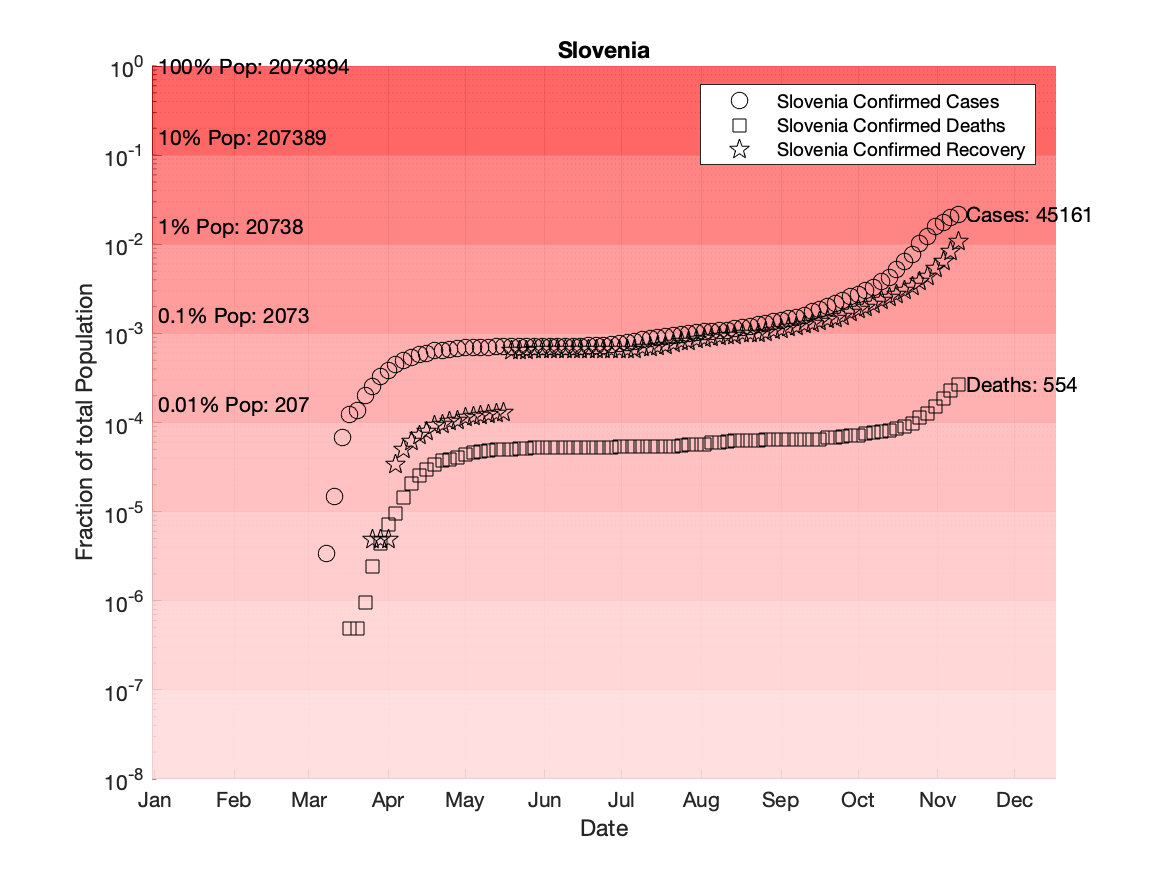 Slovenia
10^0
100% Pop: 2073894
Slovenia Confirmed Cases
Slovenia Confirmed Deaths
Slovenia Confirmed Recovery
10% Pop: 207389
10^-1
Cases: 45161
1% Pop: 20738
10^-2
0.1% Pop: 2073
10^-3
Deaths: 554
0.01% Pop: 207
10^-4
10^-5
10^-6
10^-7
10^-8
Fraction of total Population
Jan Feb Mar Apr May Jun Jul Aug Sep Oct Nov Dec
Date